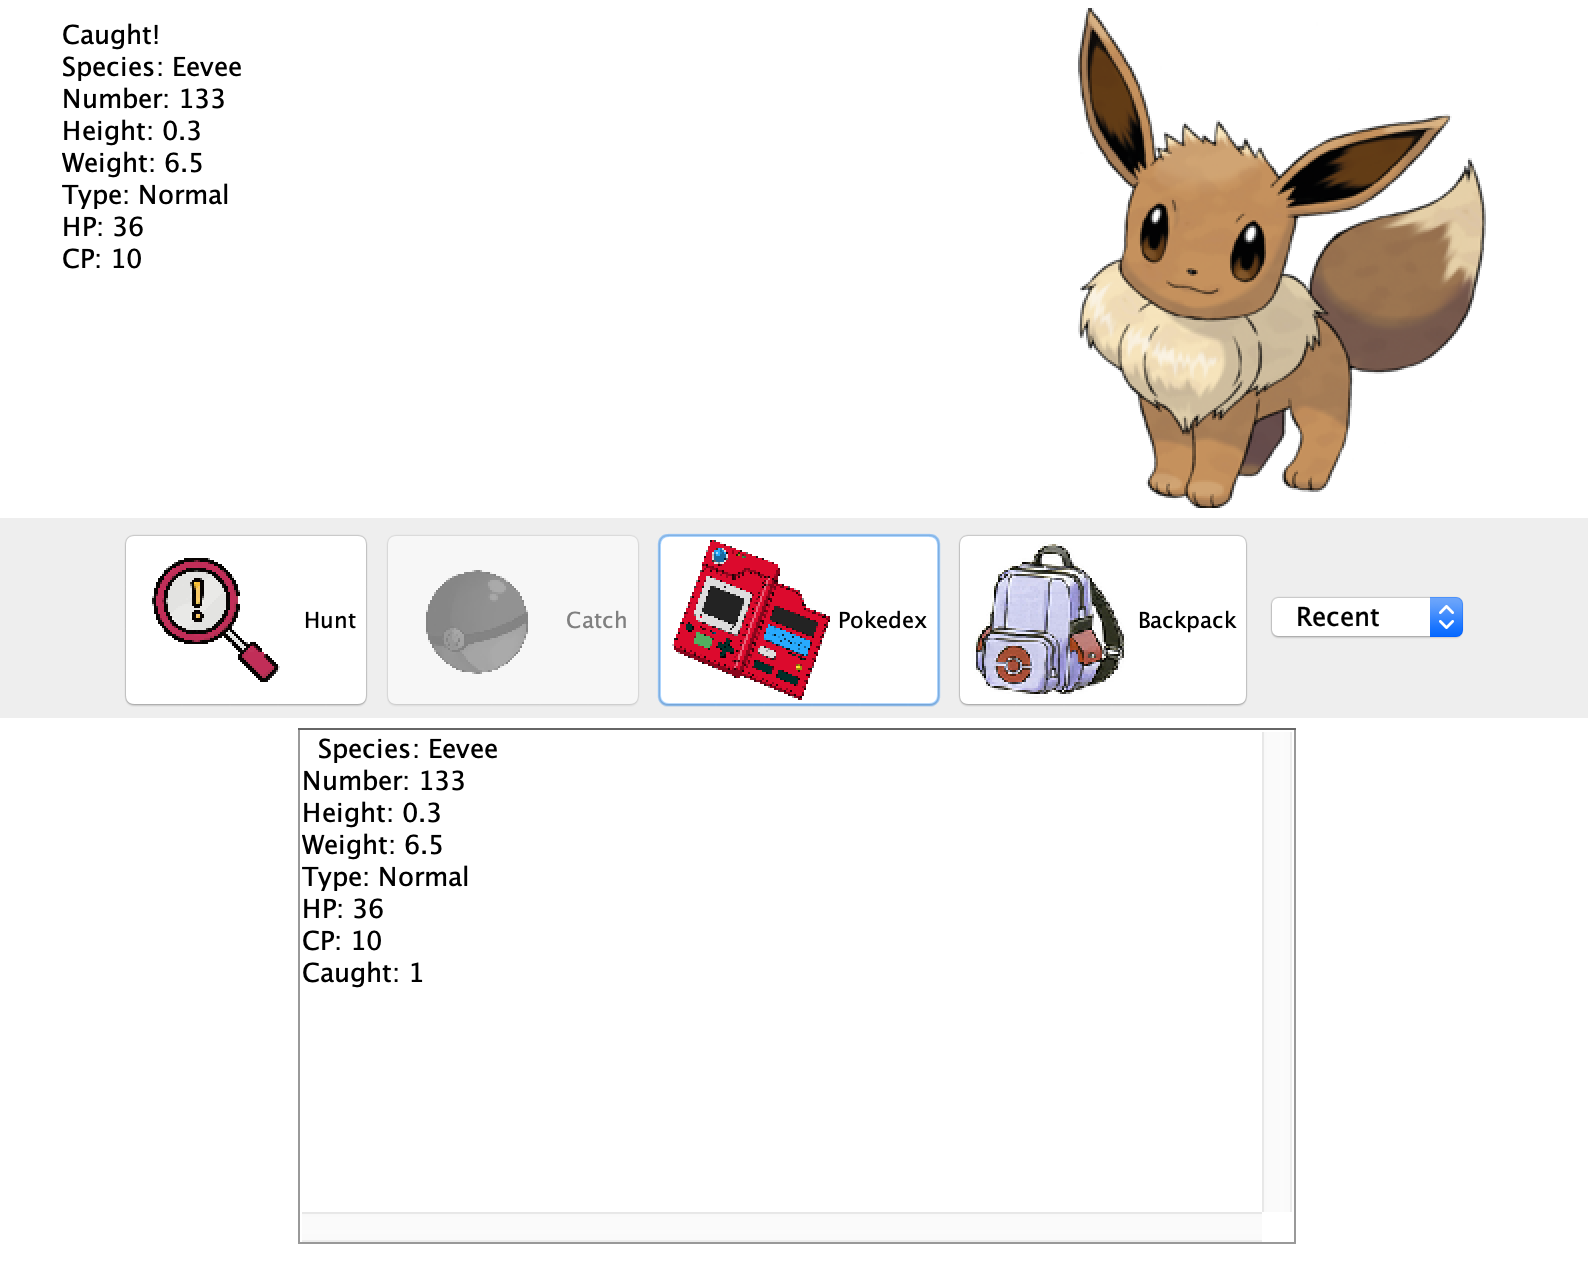 Caught!
Species: Eevee
Number: 133
Height: 0.3
Weight: 6.5
Type: Normal
HP: 36
CP: 10
Hunt
Catch
Pokedex
Backpack
Recent
Species: Eevee
Number: 133
Height: 0.3
Weight: 6.5
Type: Normal
HP: 36
CP: 10
Caught: 1